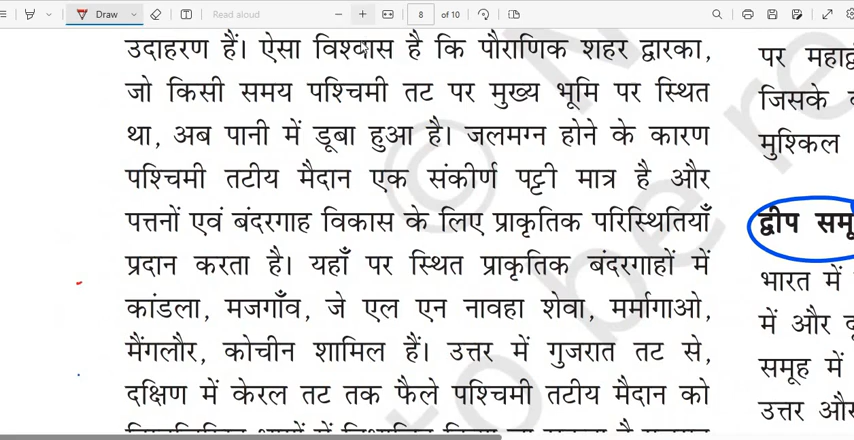 Draw
Read aloud
8
of 10
उदाहरण हैं। ऐसा विश्वास है कि पौराणिक शहर द्वारका,
जो किसी समय पश्चिमी तट पर मुख्य भूमि पर स्थित
था, अब पानी में डूबा हुआ है। जलमग्न होने के कारण
पश्चिमी तटीय मैदान एक संकीर्ण पट्टी मात्र है और
पत्तनों एवं बंदरगाह विकास के लिए प्राकृतिक परिस्थितियाँ
प्रदान करता है। यहाँ पर स्थित प्राकृतिक बंदरगाहों में
कांडला, मजगाँव, जे एल एन नावहा शेवा, मर्मागाओ,
मैंगलौर, कोचीन शामिल हैं। उत्तर में गुजरात तट से,
दक्षिण में केरल तट तक फैले पश्चिमी तटीय मैदान को
पर
जिसके
मुश्किल
द्वीप
भारत में
में और
समूह में
उत्तर और
© N
to be re